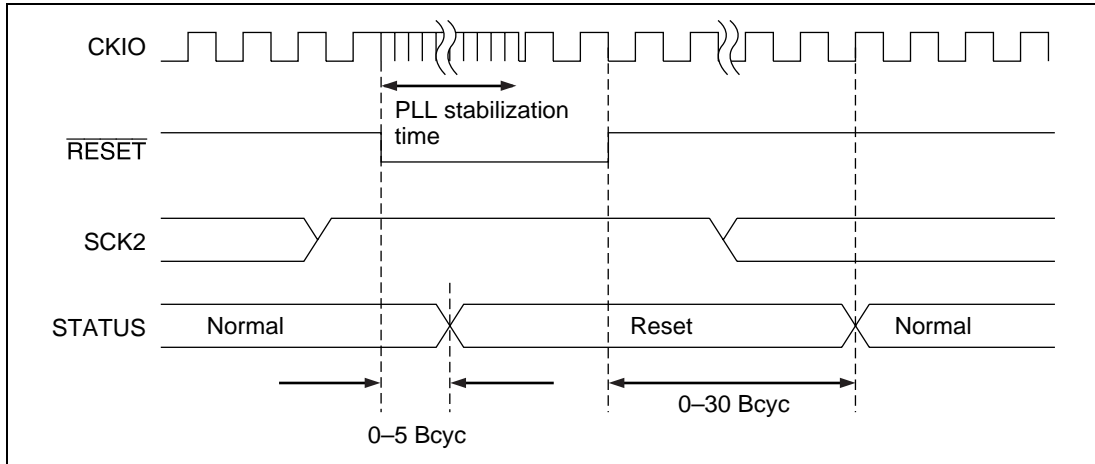 CKIO
PLL stabilization
time
RESET
SCK2
STATUS
Normal
Reset
Normal
0–5 Bcyc
0–30 Bcyc